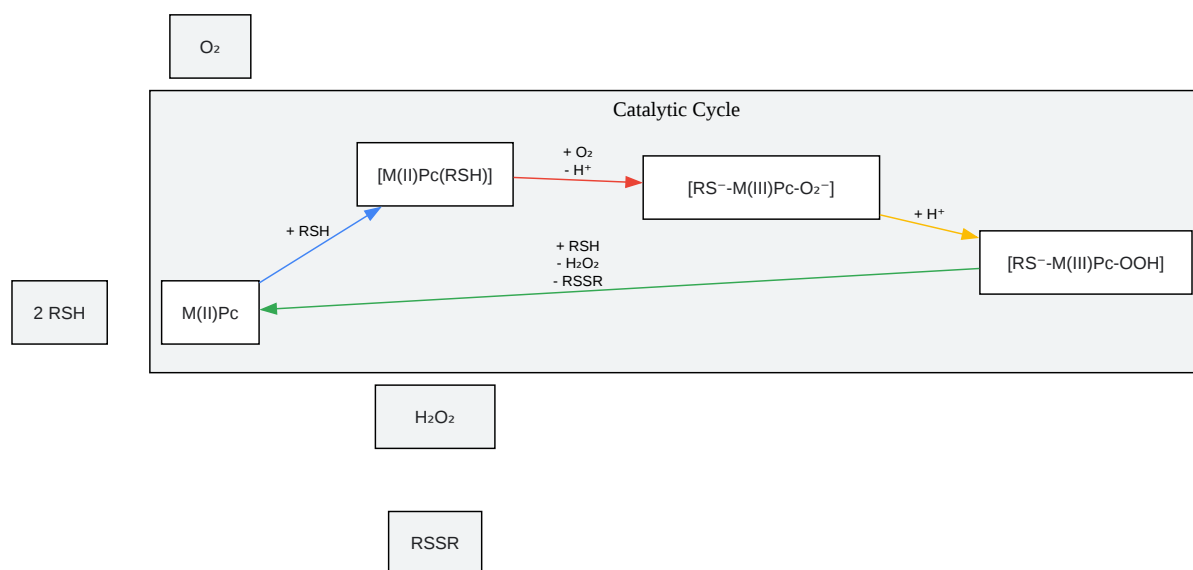 O₂
Catalytic Cycle
[M(II)Pc(RSH)]
+ O₂
- H⁺
[RS⁻-M(III)Pc-O₂⁻]
+ RSH
+ H⁺
+ RSH
- H₂O₂
- RSSR
[RS⁻-M(III)Pc-OOH]
2 RSH
M(II)Pc
H₂O₂
RSSR